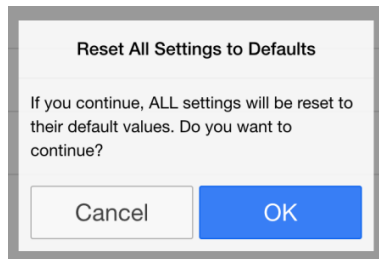 Reset All Settings to Defaults
If you continue, ALL settings will be reset to
their default values. Do you want to
continue?
Cancel
OK